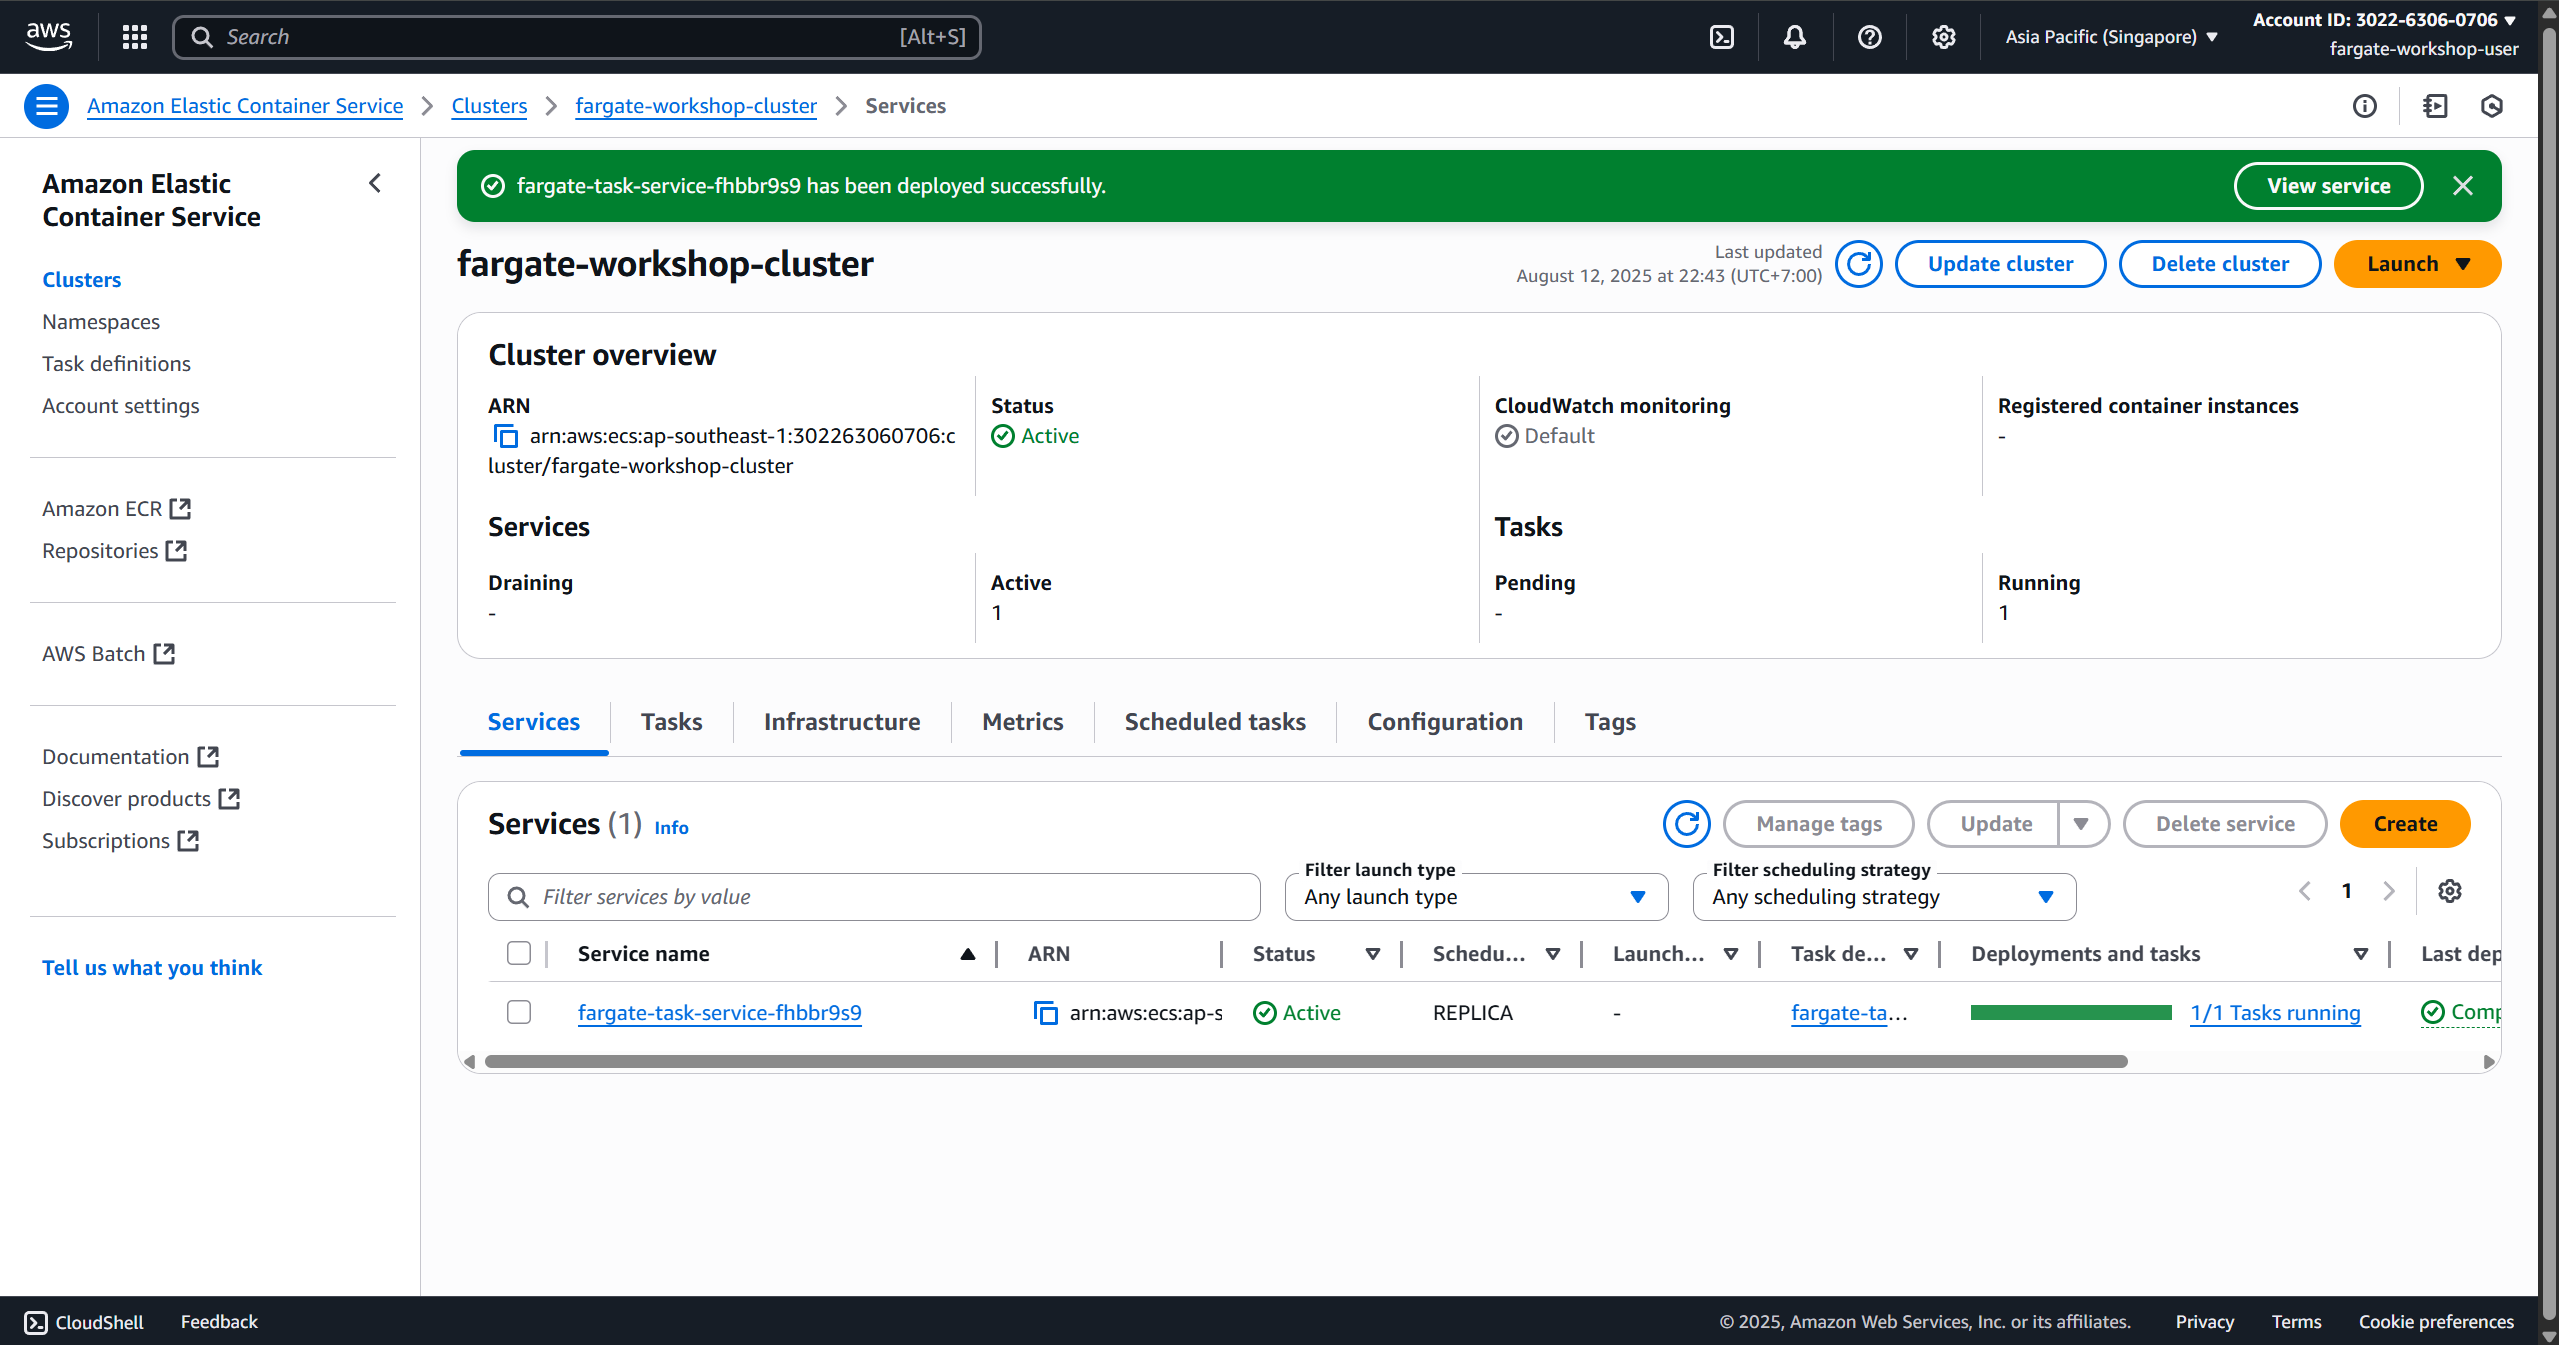 aws
Search
[Alt+S]
Asia Pacific (Singapore)
Account ID: 3022-6306-0706
fargate-workshop-user
Amazon Elastic Container Service
Clusters
fargate-workshop-cluster
Services
Amazon Elastic
Container Service
Clusters
Namespaces
Task definitions
Account settings
Amazon ECR
Repositories
AWS Batch
Documentation
Discover products
Subscriptions
Tell us what you think
fargate-task-service-fhbbr9s9 has been deployed successfully.
View service
fargate-workshop-cluster
Last updated
August 12, 2025 at 22:43 (UTC+7:00)
Update cluster
Delete cluster
Launch
Cluster overview
ARN
arn:aws:ecs:ap-southeast-1:302263060706:c
luster/fargate-workshop-cluster
Status
Active
CloudWatch monitoring
Default
Registered container instances
-
Services
Tasks
Draining
-
Active
1
Pending
-
Running
1
Services
Tasks
Infrastructure
Metrics
Scheduled tasks
Configuration
Tags
Services (1)
Info
Manage tags
Update
Delete service
Create
Filter services by value
Filter launch type
Any launch type
Filter scheduling strategy
Any scheduling strategy
1
Service name
ARN
Status
Schedu...
Launch...
Task de...
Deployments and tasks
Last dep
fargate-task-service-fhbbr9s9
arn:aws:ecs:ap-s
Active
REPLICA
-
fargate-ta...
1/1 Tasks running
Comp
CloudShell
Feedback
© 2025, Amazon Web Services, Inc. or its affiliates.
Privacy
Terms
Cookie preferences